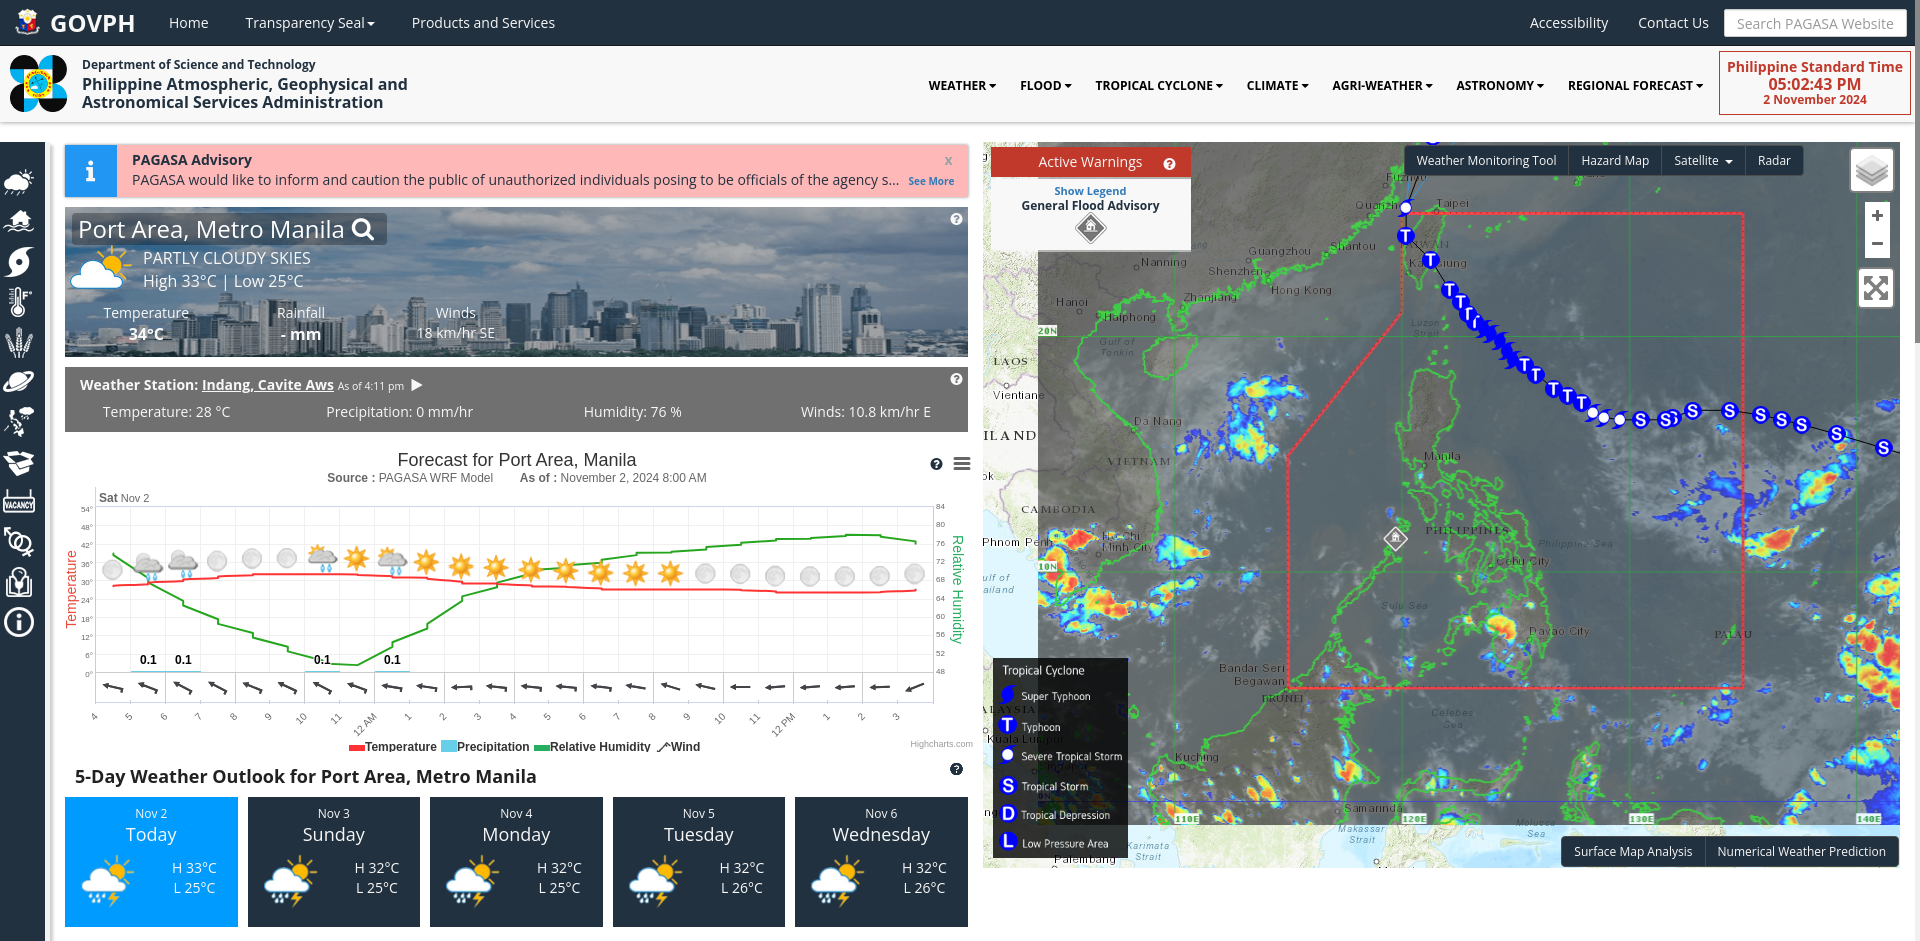 GOVPH
Home
Transparency Seal
Products and Services
Accessibility
Contact Us
Search PAGASA Website
Department of Science and Technology
Philippine Atmospheric, Geophysical and
Astronomical Services Administration
WEATHER
FLOOD
TROPICAL CYCLONE
CLIMATE
AGRI-WEATHER
ASTRONOMY
REGIONAL FORECAST
Philippine Standard Time
05:02:43 PM
2 November 2024
VACANCY
PAGASA Advisory
x
PAGASA would like to inform and caution the public of unauthorized individuals posing to be officials of the agency s...
See More
Port Area, Metro Manila
PARTLY CLOUDY SKIES
High 33°C | Low 25°C
Temperature
Rainfall
Winds
34°C
- mm
18 km/hr SE
Weather Station: Indang, Cavite Aws As of 4:11 pm
Temperature: 28 °C
Precipitation: 0 mm/hr
Humidity: 76 %
Winds: 10.8 km/hr E
Forecast for Port Area, Manila
Source : PAGASA WRF Model As of : November 2, 2024 8:00 AM
Sat Nov 2
Temperature
54°
48°
42°
36°
30°
24°
18°
12°
6°
0°
84
80
76
72
68
64
60
56
52
48
Relative Humidity
0.1
0.1
0.1
0.1
4
5
6
7
8
9
10
11
12 AM
1
2
3
4
5
6
7
8
9
10
11
12 PM
1
2
3
Temperature
Precipitation
Relative Humidity
Wind
Highcharts.com
5-Day Weather Outlook for Port Area, Metro Manila
Nov 2
Today
H 33°C
L 25°C
Nov 3
Sunday
H 32°C
L 25°C
Nov 4
Monday
H 32°C
L 25°C
Nov 5
Tuesday
H 32°C
L 26°C
Nov 6
Wednesday
H 32°C
L 26°C
Active Warnings
Show Legend
General Flood Advisory
Weather Monitoring Tool
Hazard Map
Satellite
Radar
+
−
Quanzh
Taipei
Guangzhou
Shantou
Nanning
Shenzhen
Hong Kong
Zhanjiang
Hanoi
Haiphong
Gulf of
Tonkin
Luzon
Strait
20N
LAOS
Vientiane
Da Nang
ILAND
VIETNAM
Manila
CAMBODIA
Phnom Penh
Ho Chi
Minh City
PHILIPPINES
Philippine Sea
Cebu City
10N
Sulu Sea
Davao City
PALAU
Bandar Seri
Begawan
BRUNEI
Celebes
Sea
Kuching
Samarinda
110E
120E
130E
140E
Makassar
Strait
Molucca
Sea
Karimata
Strait
Palembang
Tropical Cyclone
Super Typhoon
T Typhoon
Severe Tropical Storm
S Tropical Storm
D Tropical Depression
L Low Pressure Area
Surface Map Analysis
Numerical Weather Prediction